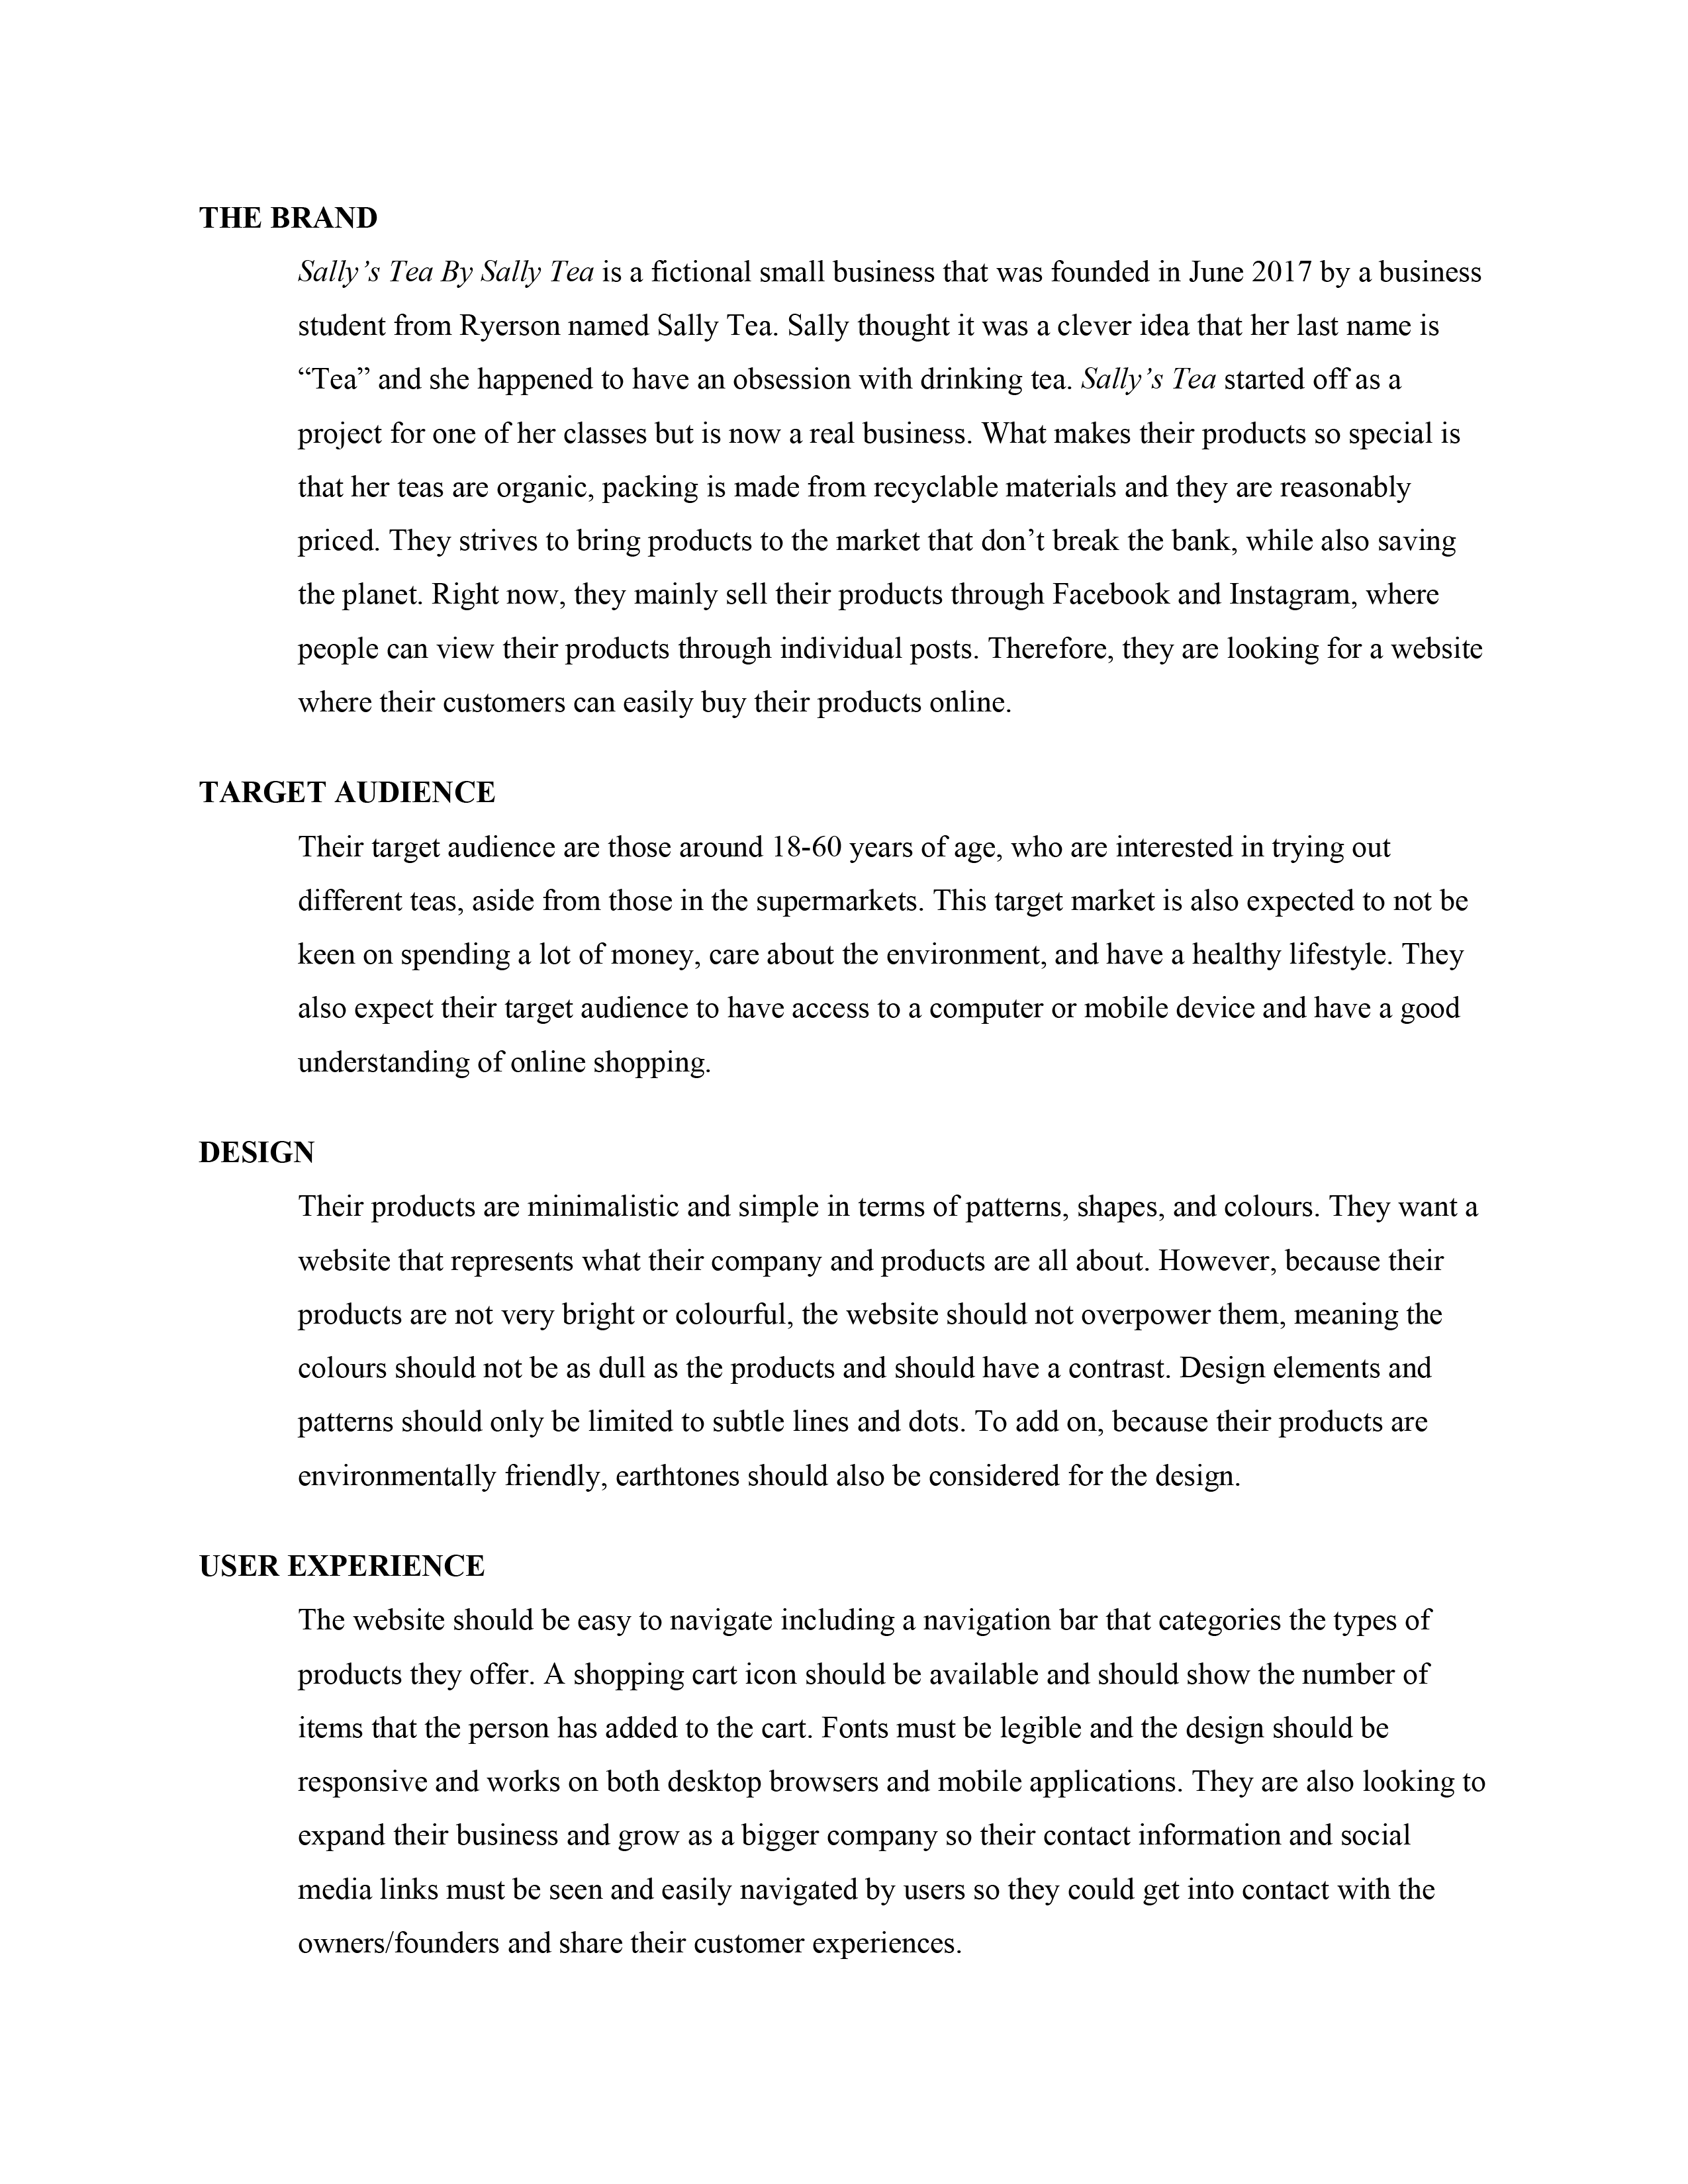 THE BRAND
Sally’s Tea By Sally Tea is a fictional small business that was founded in June 2017 by a business
student from Ryerson named Sally Tea. Sally thought it was a clever idea that her last name is
“Tea” and she happened to have an obsession with drinking tea. Sally’s Tea started off as a
project for one of her classes but is now a real business. What makes their products so special is
that her teas are organic, packing is made from recyclable materials and they are reasonably
priced. They strives to bring products to the market that don’t break the bank, while also saving
the planet. Right now, they mainly sell their products through Facebook and Instagram, where
people can view their products through individual posts. Therefore, they are looking for a website
where their customers can easily buy their products online.
TARGET AUDIENCE
Their target audience are those around 18-60 years of age, who are interested in trying out
different teas, aside from those in the supermarkets. This target market is also expected to not be
keen on spending a lot of money, care about the environment, and have a healthy lifestyle. They
also expect their target audience to have access to a computer or mobile device and have a good
understanding of online shopping.
DESIGN
Their products are minimalistic and simple in terms of patterns, shapes, and colours. They want a
website that represents what their company and products are all about. However, because their
products are not very bright or colourful, the website should not overpower them, meaning the
colours should not be as dull as the products and should have a contrast. Design elements and
patterns should only be limited to subtle lines and dots. To add on, because their products are
environmentally friendly, earthtones should also be considered for the design.
USER EXPERIENCE
The website should be easy to navigate including a navigation bar that categories the types of
products they offer. A shopping cart icon should be available and should show the number of
items that the person has added to the cart. Fonts must be legible and the design should be
responsive and works on both desktop browsers and mobile applications. They are also looking to
expand their business and grow as a bigger company so their contact information and social
media links must be seen and easily navigated by users so they could get into contact with the
owners/founders and share their customer experiences.